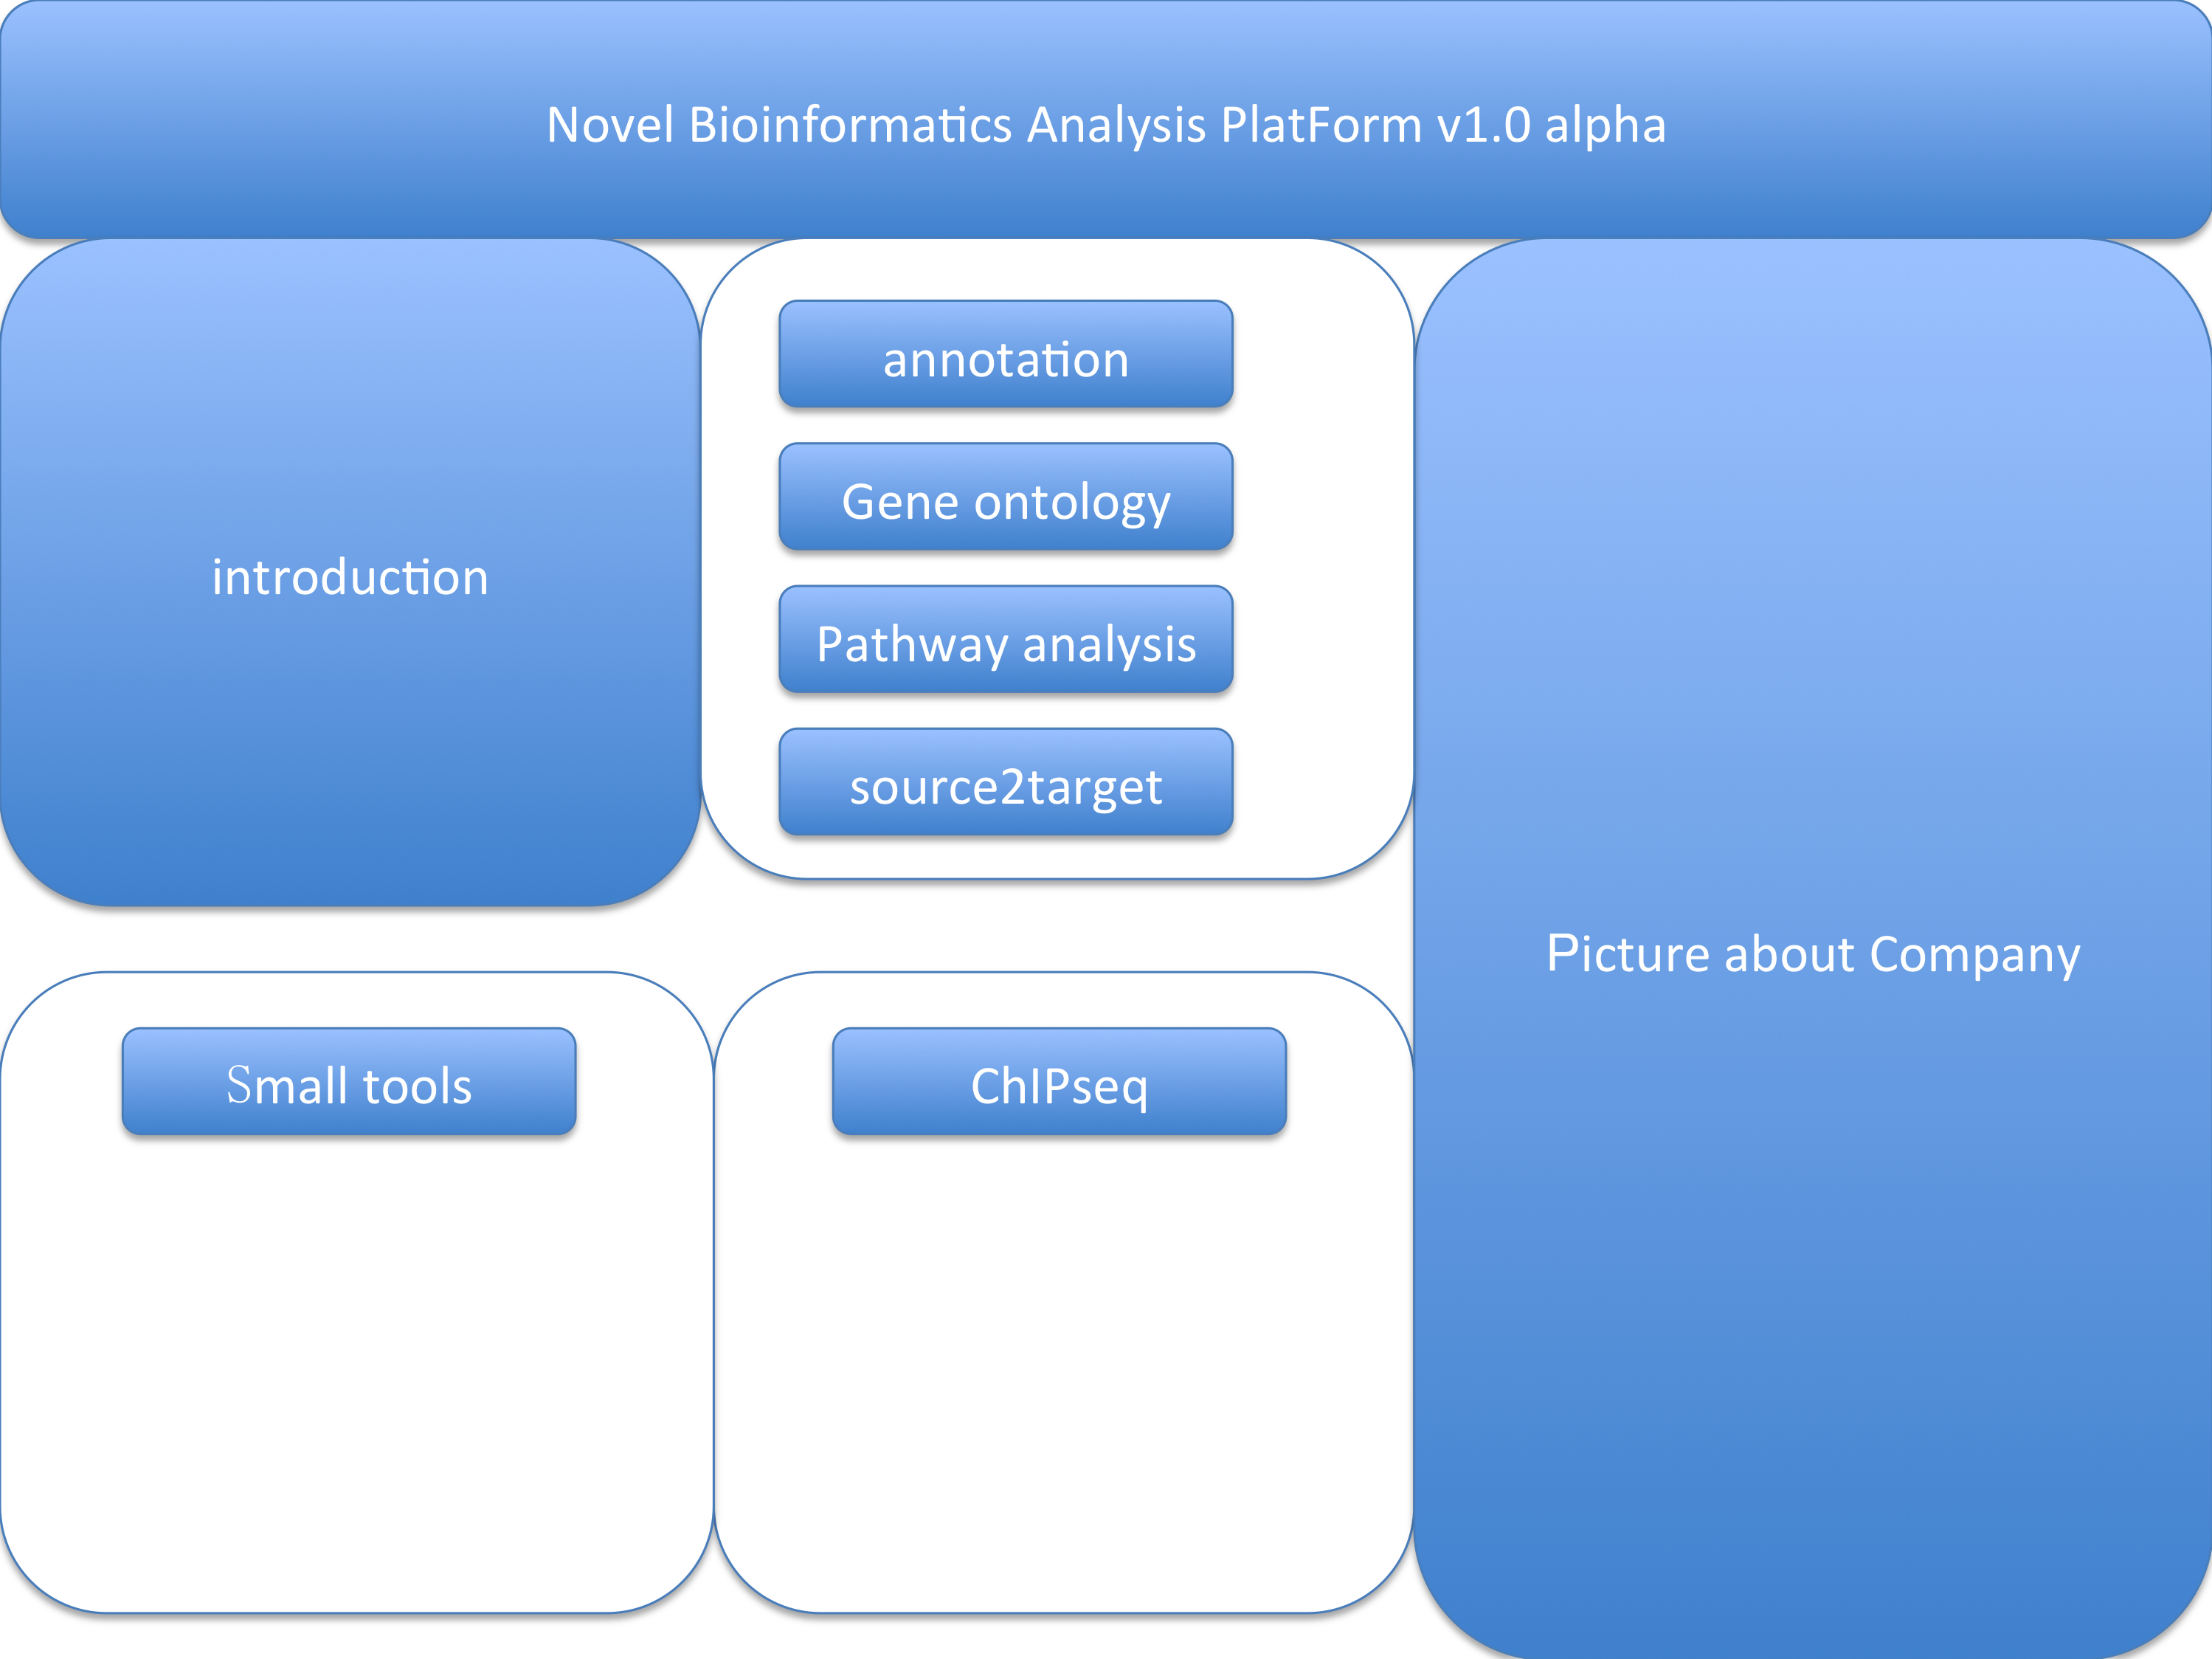 Novel Bioinformatics Analysis PlatForm v1.0 alpha
introduction
annotation
Gene ontology
Pathway analysis
source2target
Picture about Company
Small tools
ChIPseq